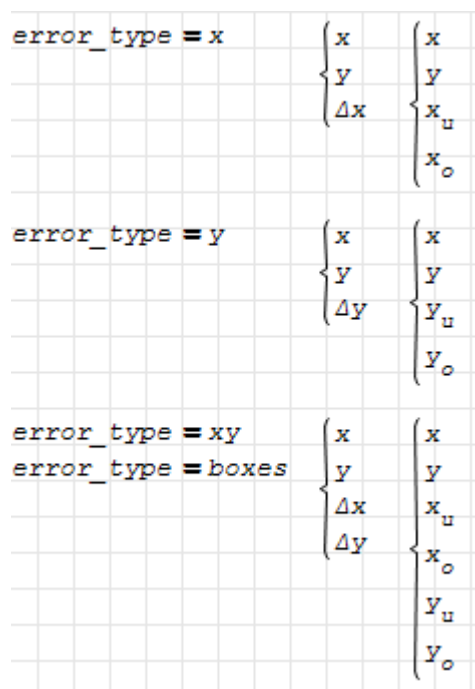 error_type = x
x
y
Δx
x
y
x_u
x_o
error_type = y
x
y
Δy
x
y
y_u
y_o
error_type = xy
error_type = boxes
x
y
Δx
Δy
x
y
x_u
x_o
y_u
y_o